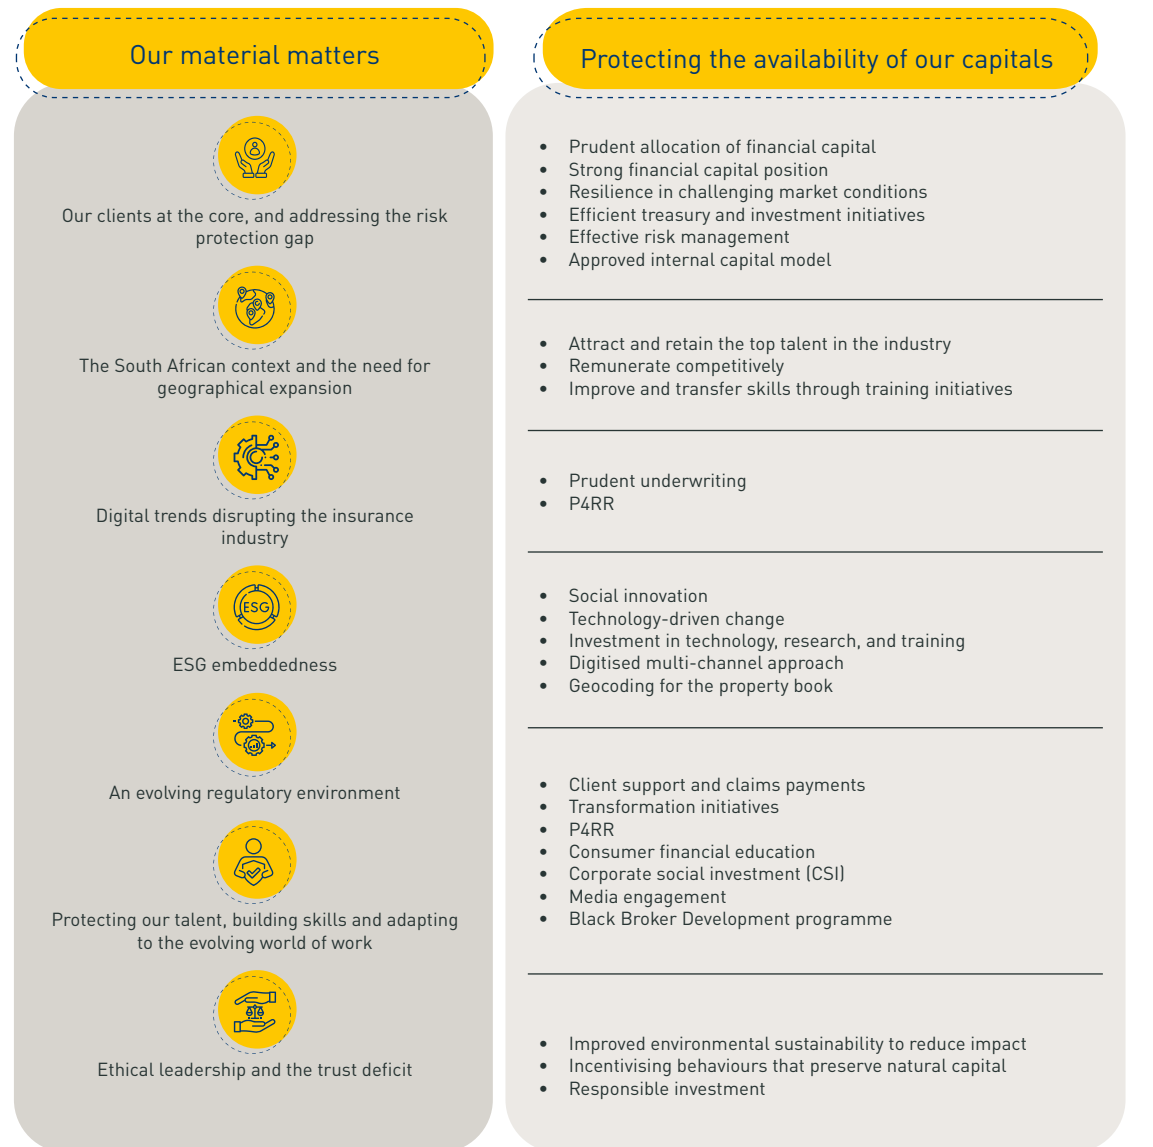 Our material matters
Our clients at the core, and addressing the risk
protection gap
The South African context and the need for
geographical expansion
Digital trends disrupting the insurance
industry
ESG
ESG embeddedness
An evolving regulatory environment
Protecting our talent, building skills and adapting
to the evolving world of work
Ethical leadership and the trust deficit
Protecting the availability of our capitals
• Prudent allocation of financial capital
• Strong financial capital position
• Resilience in challenging market conditions
• Efficient treasury and investment initiatives
• Effective risk management
• Approved internal capital model
• Attract and retain the top talent in the industry
• Remunerate competitively
• Improve and transfer skills through training initiatives
• Prudent underwriting
• P4RR
• Social innovation
• Technology-driven change
• Investment in technology, research, and training
• Digitised multi-channel approach
• Geocoding for the property book
• Client support and claims payments
• Transformation initiatives
• P4RR
• Consumer financial education
• Corporate social investment (CSI)
• Media engagement
• Black Broker Development programme
• Improved environmental sustainability to reduce impact
• Incentivising behaviours that preserve natural capital
• Responsible investment